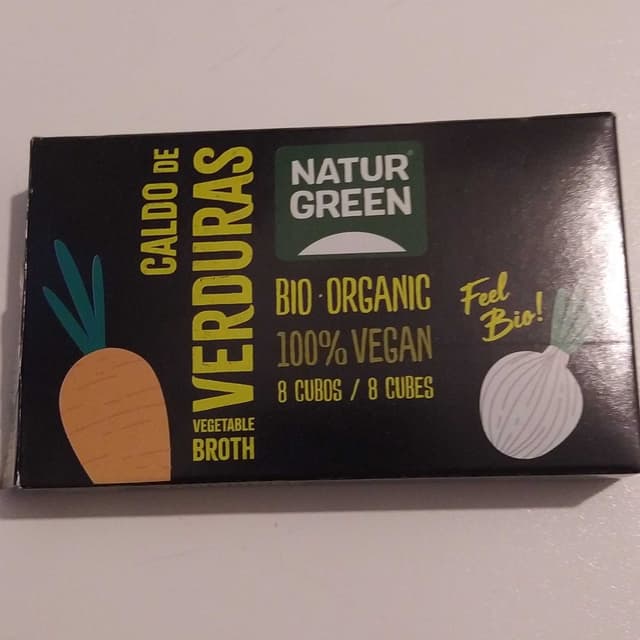 CALDO DE
VERDURAS
VEGETABLE
BROTH
NATUR®
GREEN
BIO · ORGANIC
100% VEGAN
8 CUBOS / 8 CUBES
Feel
Bio!